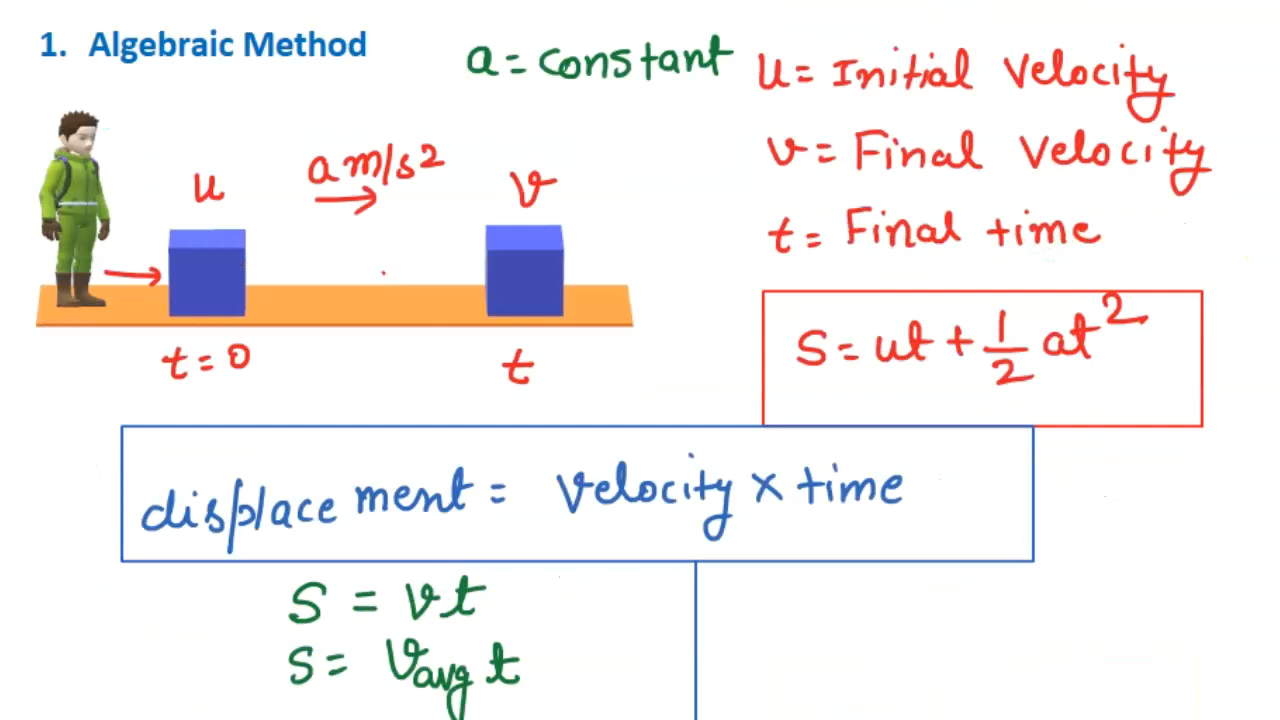 1. Algebraic Method
a = constant
u = Initial velocity
v = Final velocity
t = Final time
u
a m/s2
v
t = 0
t
S = ut + 1/2 at²
displacement = velocity × time
S = vt
S = vavg t